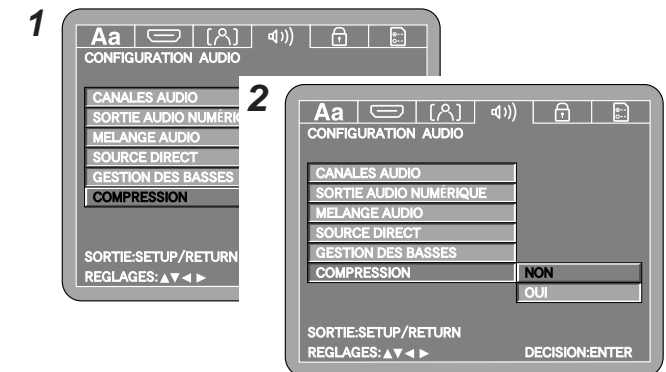 1
Aa
CONFIGURATION AUDIO
CANALES AUDIO
SORTIE AUDIO NUMÉRI
MELANGE AUDIO
SOURCE DIRECT
GESTION DES BASSES
COMPRESSION
SORTIE:SETUP/RETURN
REGLAGES:▲▼◄►
2
Aa
CONFIGURATION AUDIO
CANALES AUDIO
SORTIE AUDIO NUMÉRIQUE
MELANGE AUDIO
SOURCE DIRECT
GESTION DES BASSES
COMPRESSION NON
OUI
SORTIE:SETUP/RETURN
REGLAGES:▲▼◄► DECISION:ENTER